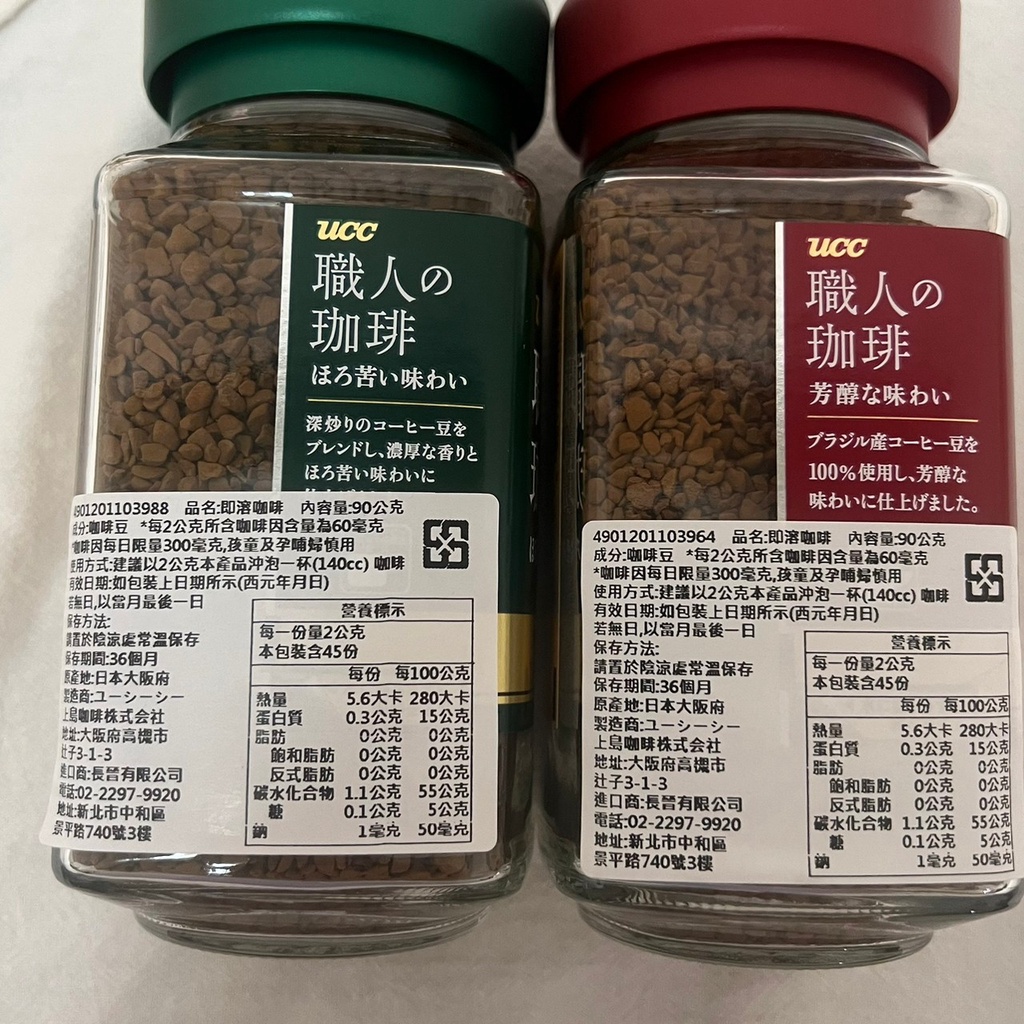 ucc
職人の
珈琲
ほろ苦い味わい
深炒りのコーヒー豆を
ブレンドし、濃厚な香りと
ほろ苦い味わいに
4901201103988 品名:即溶咖啡 內容量:90公克
成分:咖啡豆 *每2公克所含咖啡因含量為60毫克
*咖啡因每日限量300毫克,孩童及孕哺婦慎用
使用方式:建議以2公克本產品沖泡一杯(140cc) 咖啡
有效日期:如包裝上日期所示(西元年月日)
若無日,以當月最後一日
保存方法:
請置於陰涼處常溫保存
保存期間:36個月
原產地:日本大阪府
製造商:ユーシーシー
上島咖啡株式会社
地址:大阪府高槻市
辻子3-1-3
進口商:長晉有限公司
電話:02-2297-9920
地址:新北市中和區
景平路740號3樓
營養標示
每一份量2公克
本包裝含45份
每份 每100公克
熱量 5.6大卡 280大卡
蛋白質 0.3公克 15公克
脂肪 0公克 0公克
飽和脂肪 0公克 0公克
反式脂肪 0公克 0公克
碳水化合物 1.1公克 55公克
糖 0.1公克 5公克
鈉 1毫克 50毫克
ucc
職人の
珈琲
芳醇な味わい
ブラジル産コーヒー豆を
100%使用し、芳醇な
味わいに仕上げました。
4901201103964 品名:即溶咖啡 內容量:90公克
成分:咖啡豆 *每2公克所含咖啡因含量為60毫克
*咖啡因每日限量300毫克,孩童及孕哺婦慎用
使用方式:建議以2公克本產品沖泡一杯(140cc) 咖啡
有效日期:如包裝上日期所示(西元年月日)
若無日,以當月最後一日
保存方法:
請置於陰涼處常溫保存
保存期間:36個月
原產地:日本大阪府
製造商:ユーシーシー
上島咖啡株式会社
地址:大阪府高槻市
辻子3-1-3
進口商:長晉有限公司
電話:02-2297-9920
地址:新北市中和區
景平路740號3樓
營養標示
每一份量2公克
本包裝含45份
每份 每100公克
熱量 5.6大卡 280大卡
蛋白質 0.3公克 15公克
脂肪 0公克 0公克
飽和脂肪 0公克 0公克
反式脂肪 0公克 0公克
碳水化合物 1.1公克 55公克
糖 0.1公克 5公克
鈉 1毫克 50毫克